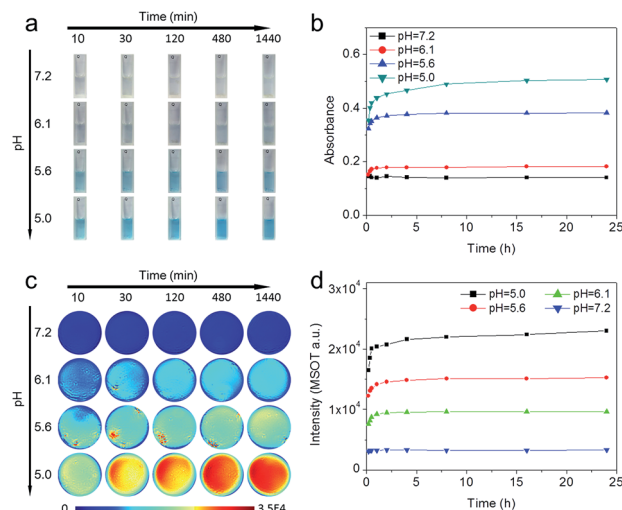 a
Time (min)
10 30 120 480 1440
pH
7.2
6.1
5.6
5.0
b
pH=7.2
pH=6.1
pH=5.6
pH=5.0
Absorbance
0.6
0.4
0.2
0.0
0 5 10 15 20 25
Time (h)
c
Time (min)
10 30 120 480 1440
pH
7.2
6.1
5.6
5.0
0 3.5E4
d
pH=5.0 pH=6.1
pH=5.6 pH=7.2
Intensity (MSOT a.u.)
3x10⁴
2x10⁴
1x10⁴
0
0 5 10 15 20 25
Time (h)